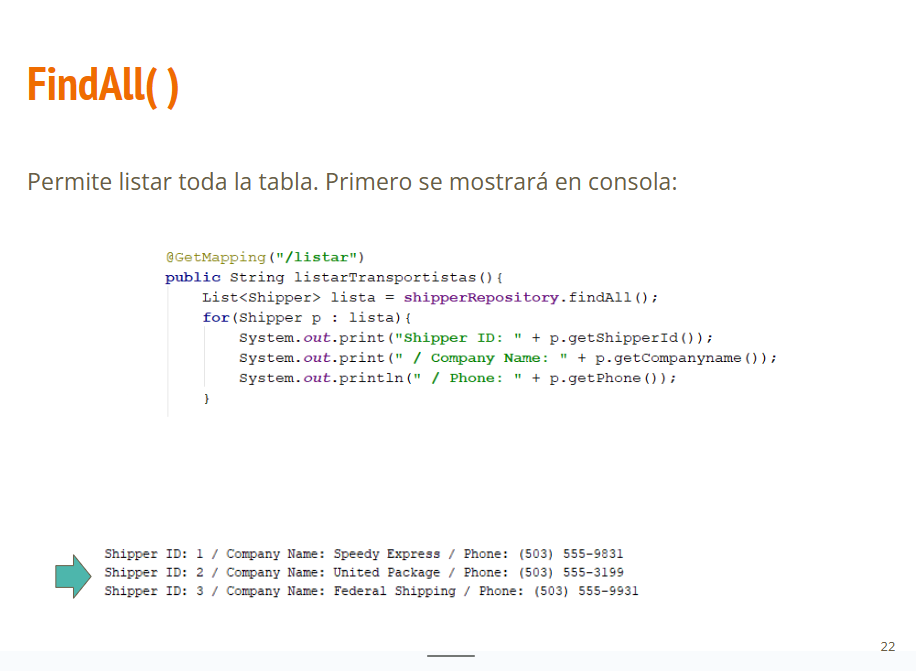 FindAll( )
Permite listar toda la tabla. Primero se mostrará en consola:
@GetMapping("/listar")
public String listarTransportistas(){
List<Shipper> lista = shipperRepository.findAll();
for(Shipper p : lista){
System.out.print("Shipper ID: " + p.getShipperId());
System.out.print(" / Company Name: " + p.getCompanyname());
System.out.println(" / Phone: " + p.getPhone());
}
Shipper ID: 1 / Company Name: Speedy Express / Phone: (503) 555-9831
Shipper ID: 2 / Company Name: United Package / Phone: (503) 555-3199
Shipper ID: 3 / Company Name: Federal Shipping / Phone: (503) 555-9931
22